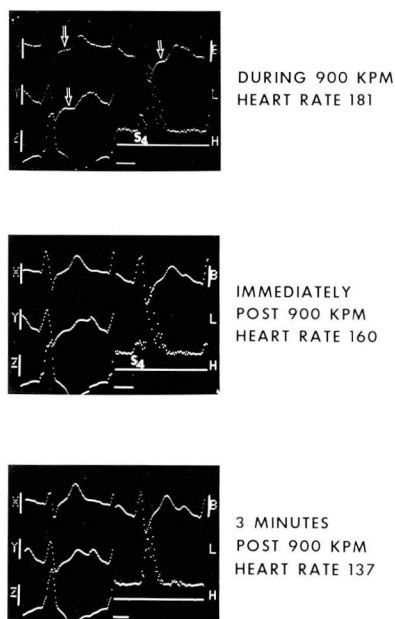 Y
L
DURING 900 KPM
HEART RATE 181
Z
S4
H
X
B
Y
L
IMMEDIATELY
POST 900 KPM
HEART RATE 160
Z
S4
H
X
B
Y
L
3 MINUTES
POST 900 KPM
HEART RATE 137
Z
H